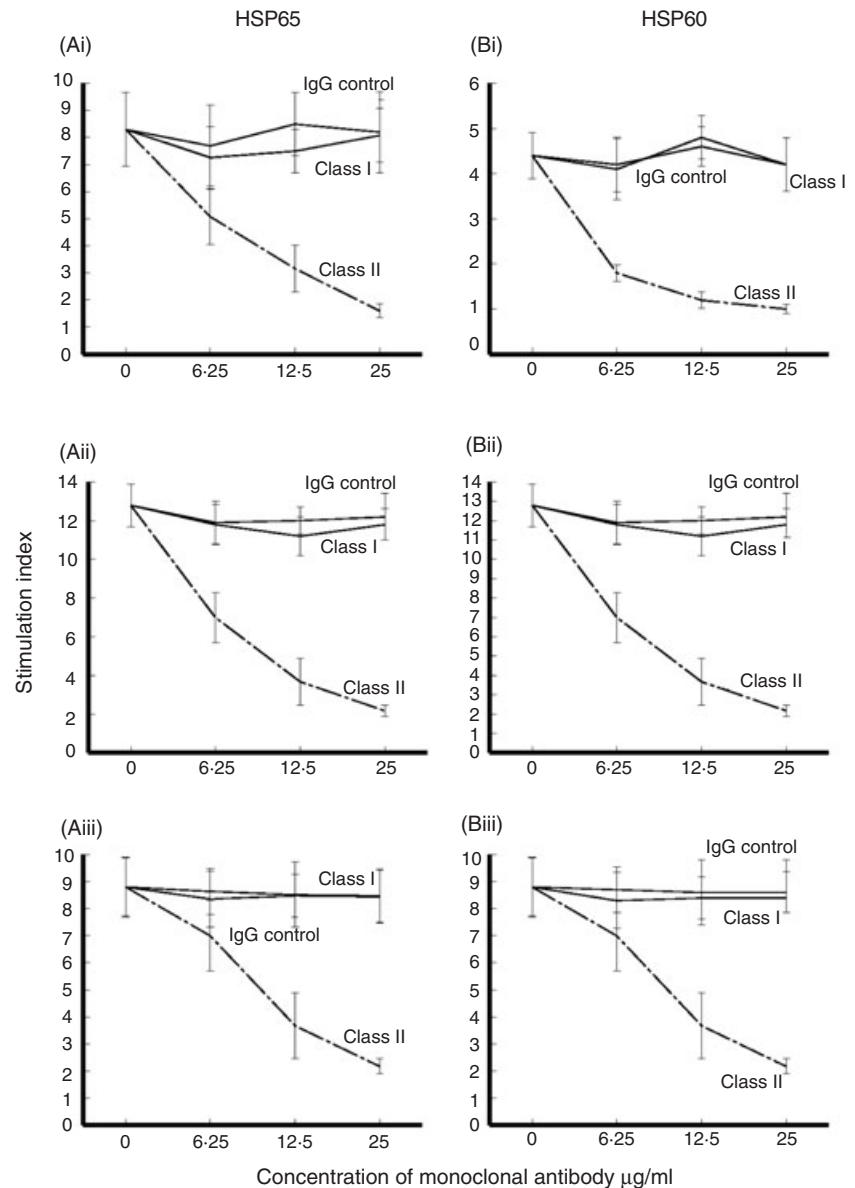 HSP65
HSP60
(Ai)
10
9
8
7
6
5
4
3
2
1
0
IgG control
Class I
Class II
0 6·25 12·5 25
(Bi)
6
5
4
3
2
1
0
IgG control
Class I
Class II
0 6·25 12·5 25
Stimulation index
(Aii)
14
12
10
8
6
4
2
0
IgG control
Class I
Class II
0 6·25 12·5 25
(Bii)
14
13
12
11
10
9
8
7
6
5
4
3
2
1
0
IgG control
Class I
Class II
0 6·25 12·5 25
(Aiii)
10
9
8
7
6
5
4
3
2
1
0
Class I
IgG control
Class II
0 6·25 12·5 25
(Biii)
10
9
8
7
6
5
4
3
2
1
0
IgG control
Class I
Class II
0 6·25 12·5 25
Concentration of monoclonal antibody µg/ml